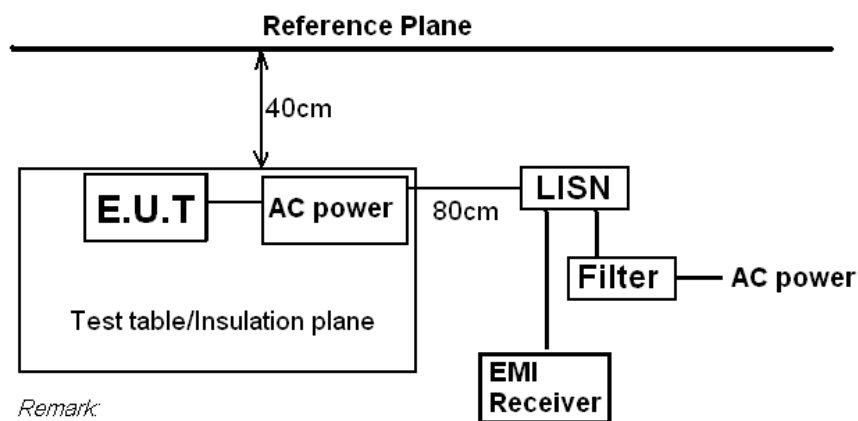 Reference Plane
40cm
E.U.T
AC power
80cm
LISN
Filter
AC power
Test table/Insulation plane
EMI
Receiver
Remark: